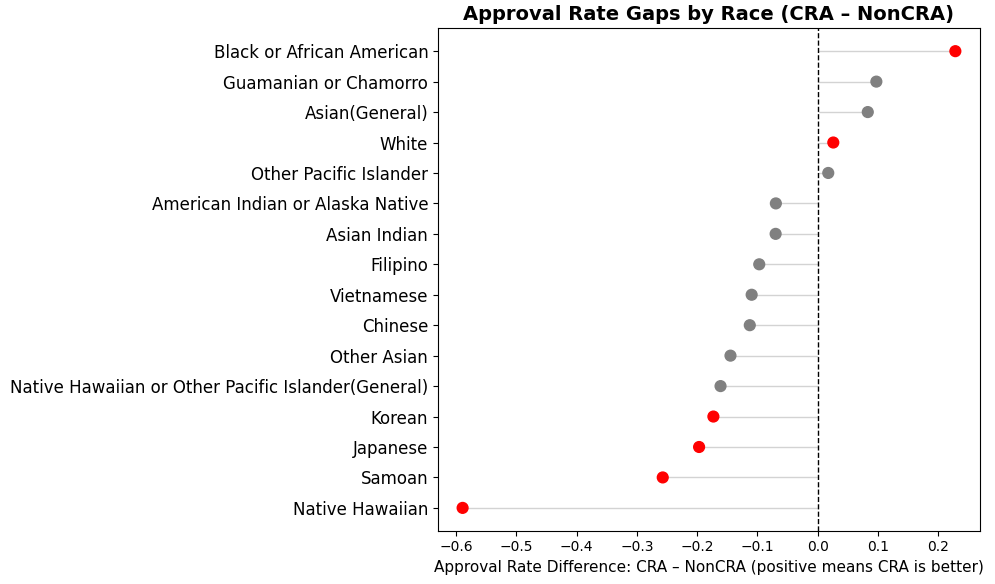 Approval Rate Gaps by Race (CRA – NonCRA)
Black or African American
Guamanian or Chamorro
Asian(General)
White
Other Pacific Islander
American Indian or Alaska Native
Asian Indian
Filipino
Vietnamese
Chinese
Other Asian
Native Hawaiian or Other Pacific Islander(General)
Korean
Japanese
Samoan
Native Hawaiian
−0.6 −0.5 −0.4 −0.3 −0.2 −0.1 0.0 0.1 0.2
Approval Rate Difference: CRA – NonCRA (positive means CRA is better)